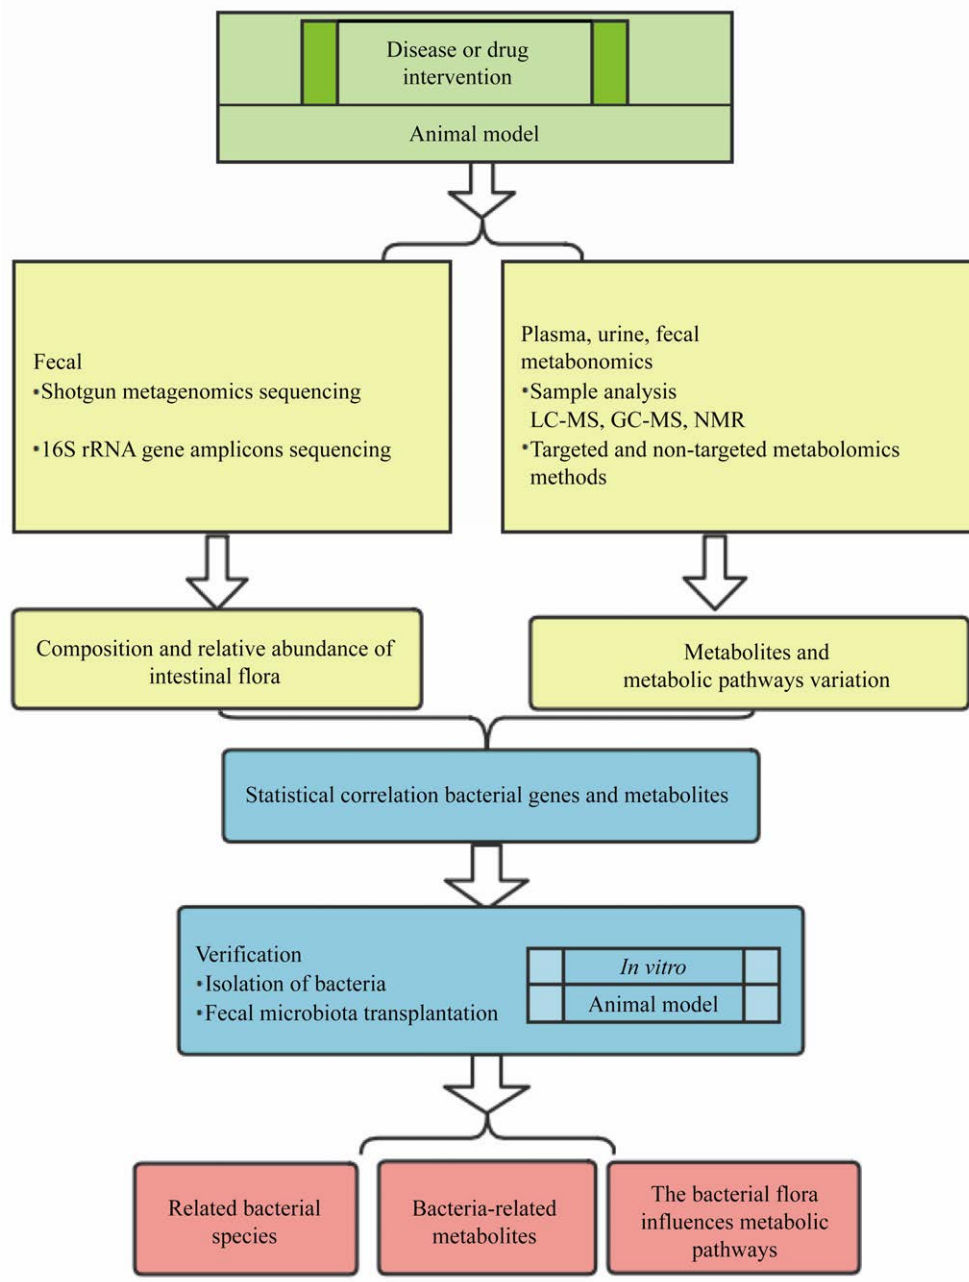 Disease or drug
intervention
Animal model
Fecal
•Shotgun metagenomics sequencing
•16S rRNA gene amplicons sequencing
Plasma, urine, fecal
metabonomics
•Sample analysis
LC-MS, GC-MS, NMR
•Targeted and non-targeted metabolomics
methods
Composition and relative abundance of
intestinal flora
Metabolites and
metabolic pathways variation
Statistical correlation bacterial genes and metabolites
Verification
•Isolation of bacteria
•Fecal microbiota transplantation
In vitro
Animal model
Related bacterial
species
Bacteria-related
metabolites
The bacterial flora
influences metabolic
pathways